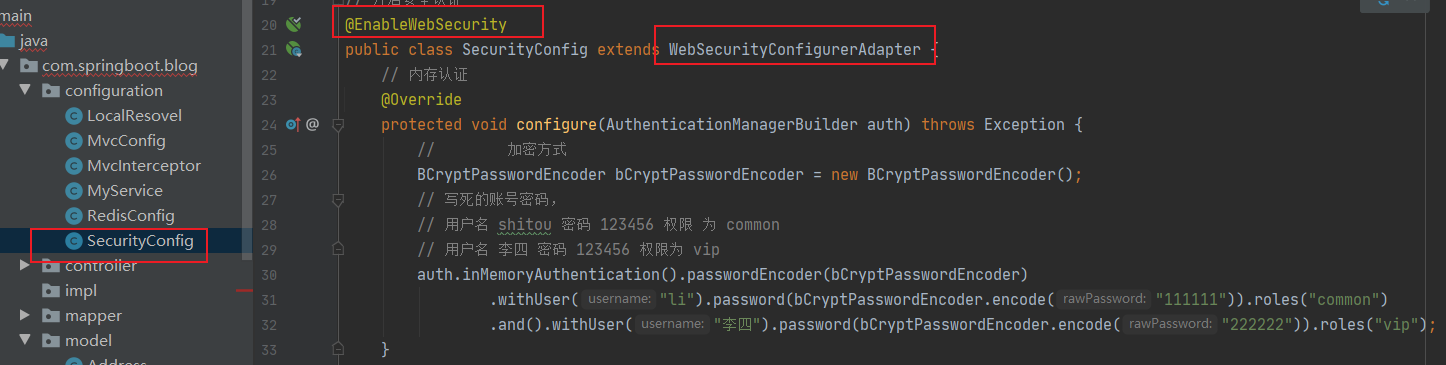 main
java
com.springboot.blog
configuration
LocalResovel
MvcConfig
MvcInterceptor
MyService
RedisConfig
SecurityConfig
controller
impl
mapper
model
20 @EnableWebSecurity
21 public class SecurityConfig extends WebSecurityConfigurerAdapter {
22 // 内存认证
23 @Override
24 @ protected void configure(AuthenticationManagerBuilder auth) throws Exception {
25 // 加密方式
26 BCryptPasswordEncoder bCryptPasswordEncoder = new BCryptPasswordEncoder();
27 // 写死的账号密码，
28 // 用户名 shitou 密码 123456 权限 为 common
29 // 用户名 李四 密码 123456 权限为 vip
30 auth.inMemoryAuthentication().passwordEncoder(bCryptPasswordEncoder)
31 .withUser( username: "li").password(bCryptPasswordEncoder.encode( rawPassword: "111111")).roles("common")
32 .and().withUser( username: "李四").password(bCryptPasswordEncoder.encode( rawPassword: "222222")).roles("vip");
33 }